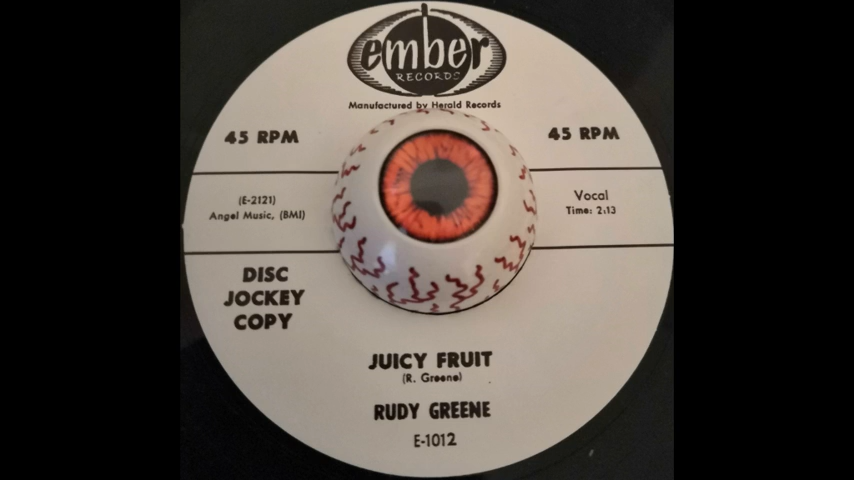 ember
RECORDS
Manufactured by Herald Records
45 RPM
45 RPM
(E-2121)
Angel Music, (BMI)
Vocal
Time: 2:13
DISC
JOCKEY
COPY
JUICY FRUIT
(R. Greene)
RUDY GREENE
E-1012